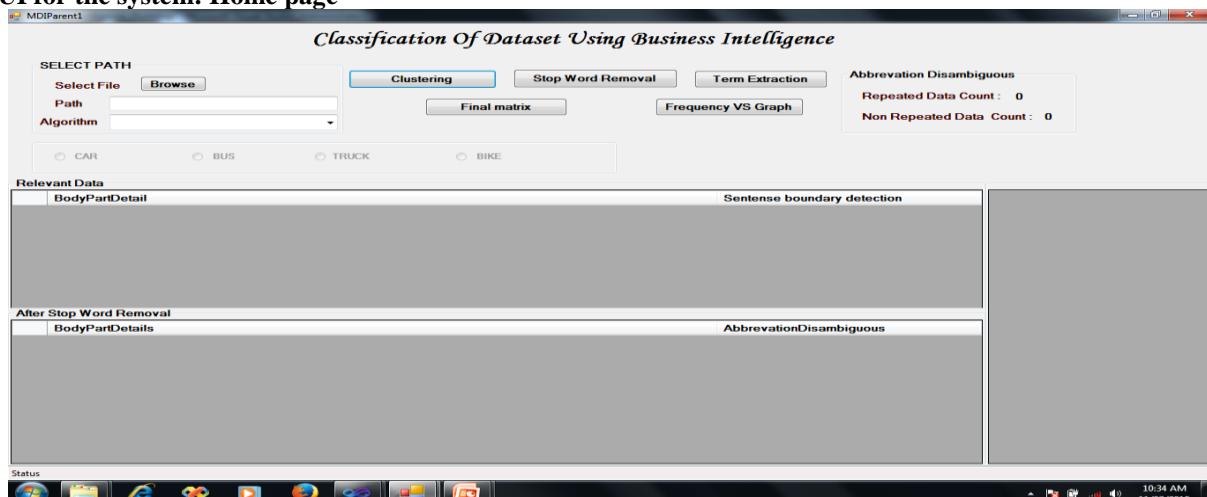 UI for the system: Home page
MDIParent1
Classification Of Dataset Using Business Intelligence
SELECT PATH
Select File Browse
Path
Algorithm
Clustering Stop Word Removal Term Extraction
Final matrix Frequency VS Graph
Abbrevation Disambiguous
Repeated Data Count : 0
Non Repeated Data Count : 0
CAR BUS TRUCK BIKE
Relevant Data
BodyPartDetail Sentense boundary detection
After Stop Word Removal
BodyPartDetails AbbrevationDisambiguous
Status
10:34 AM